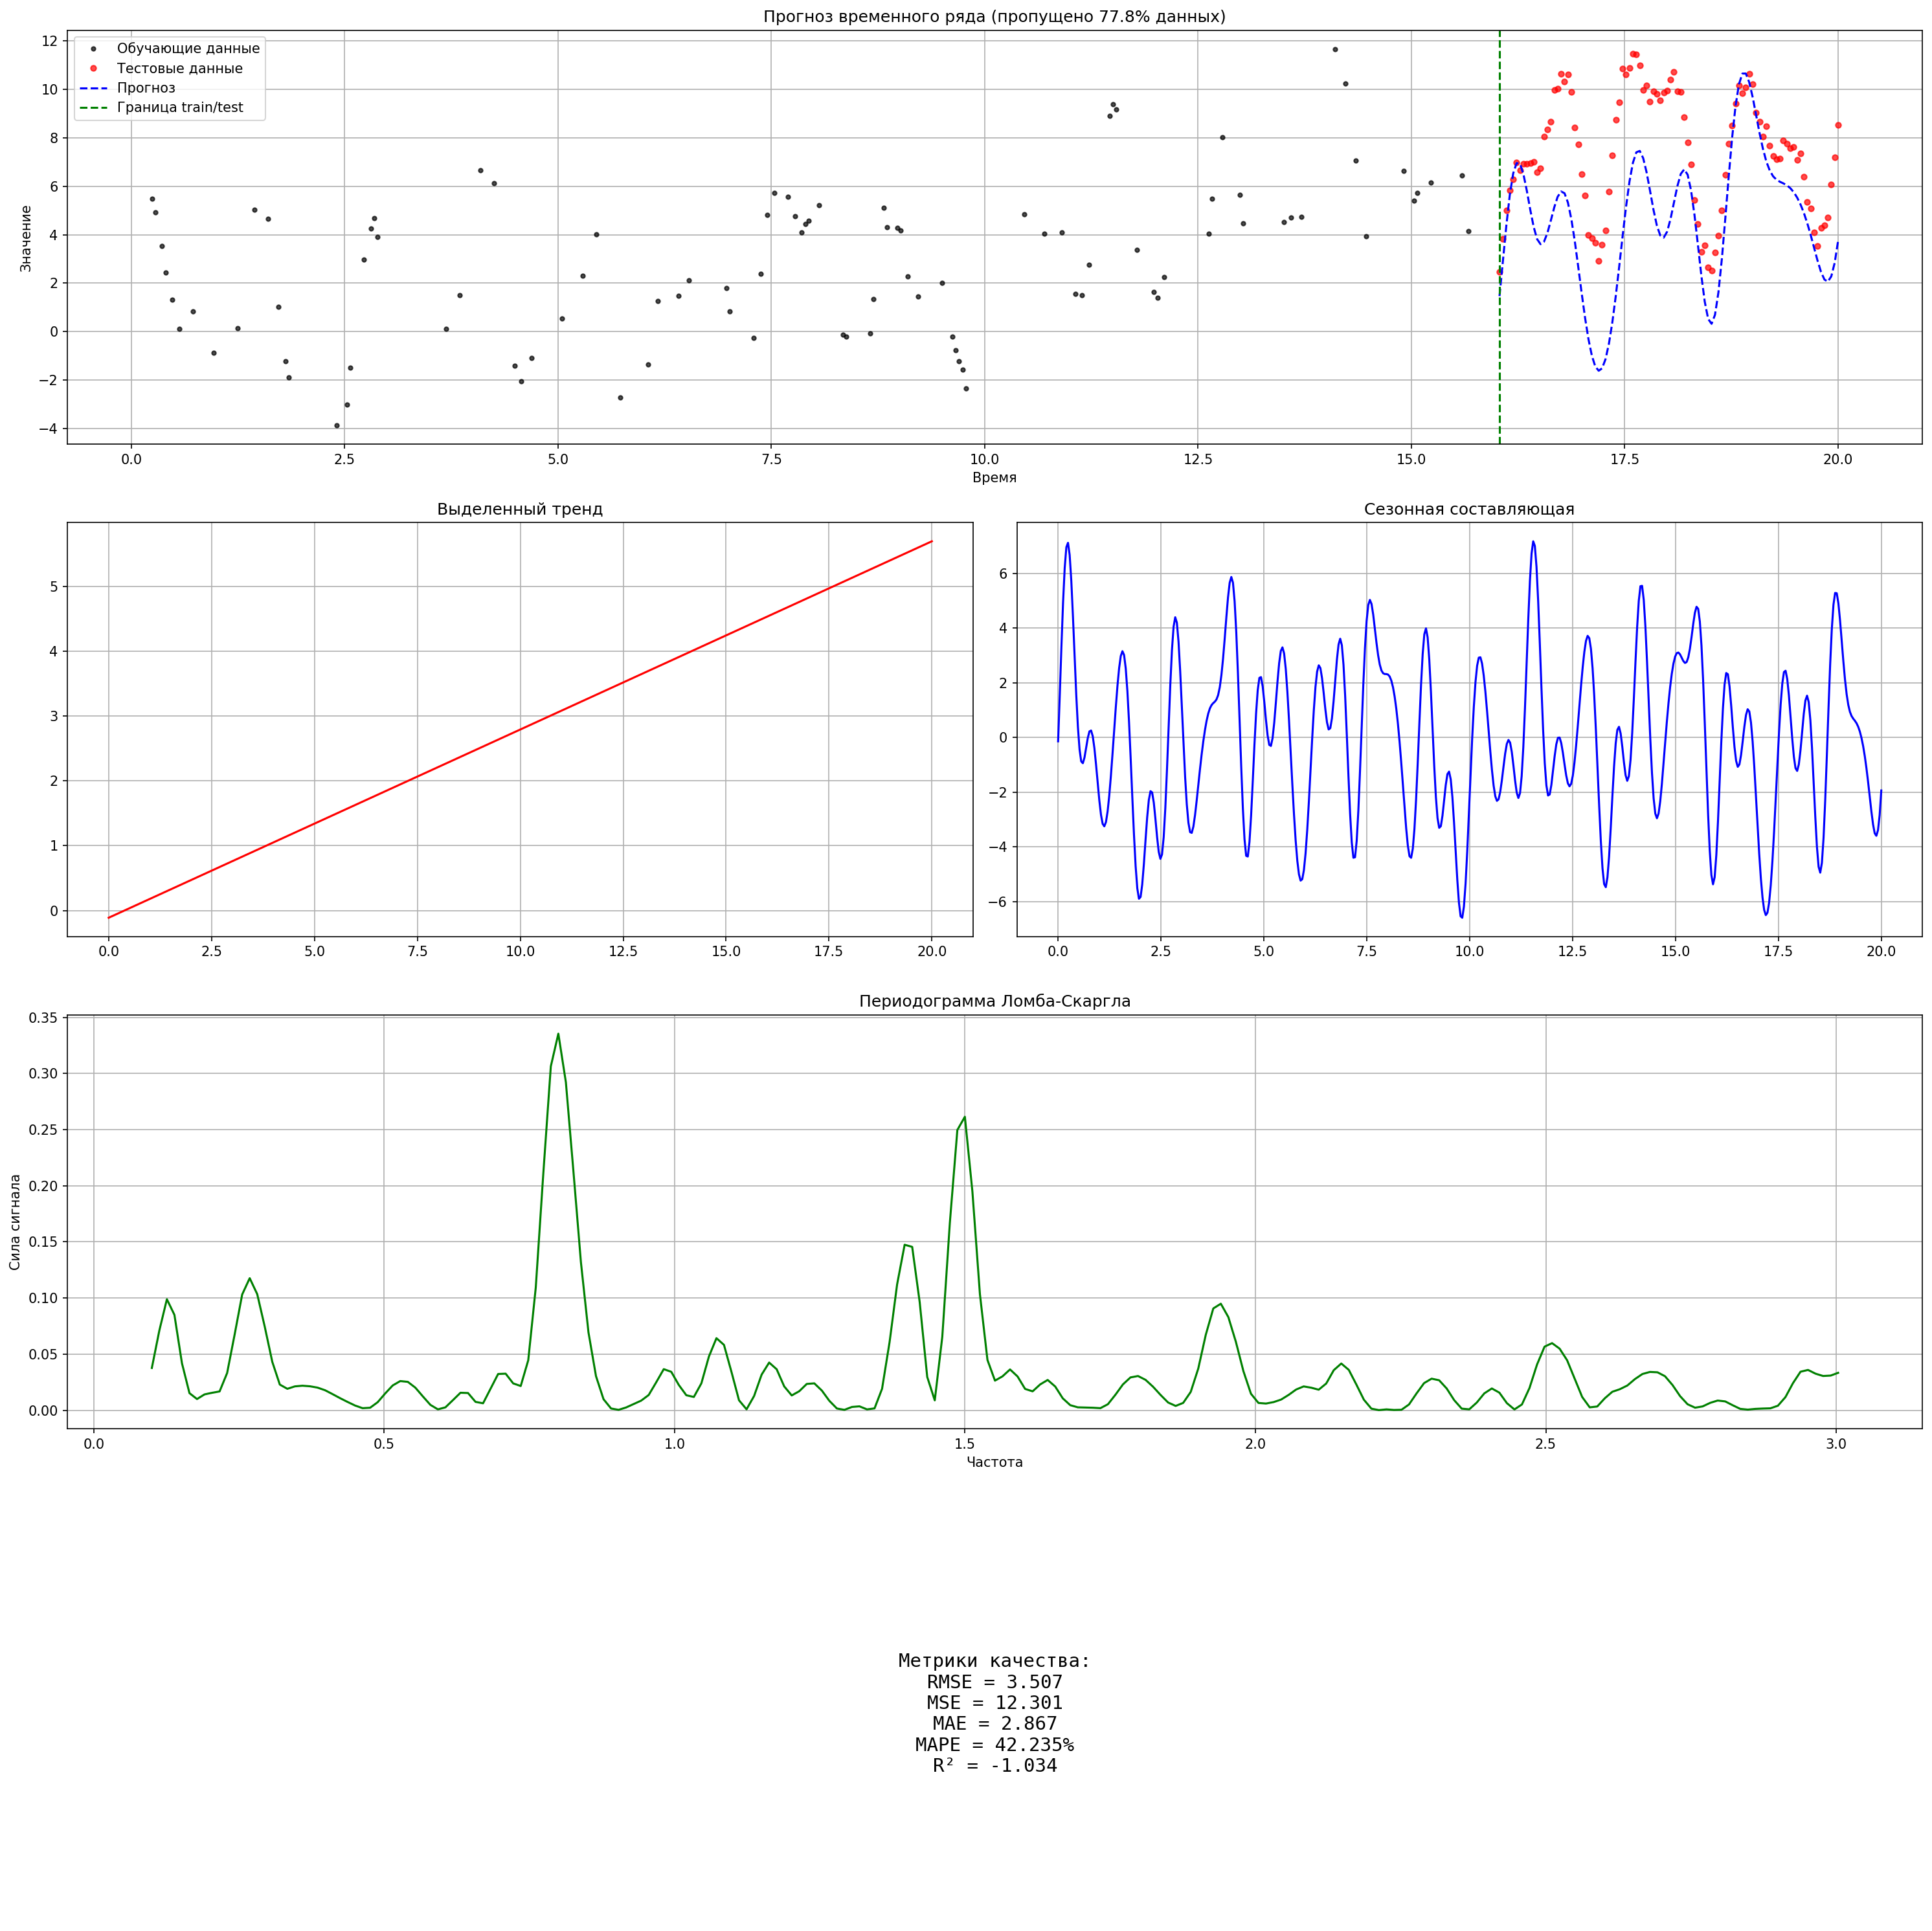 Прогноз временного ряда (пропущено 77.8% данных)
12
10
8
6
4
2
0
−2
−4
Значение
Обучающие данные
Тестовые данные
Прогноз
Граница train/test
0.0 2.5 5.0 7.5 10.0 12.5 15.0 17.5 20.0
Время
Выделенный тренд
5
4
3
2
1
0
0.0 2.5 5.0 7.5 10.0 12.5 15.0 17.5 20.0
Сезонная составляющая
6
4
2
0
−2
−4
−6
0.0 2.5 5.0 7.5 10.0 12.5 15.0 17.5 20.0
Периодограмма Ломба-Скаргла
0.35
0.30
0.25
0.20
0.15
0.10
0.05
0.00
Сила сигнала
0.0 0.5 1.0 1.5 2.0 2.5 3.0
Частота
Метрики качества:
RMSE = 3.507
MSE = 12.301
MAE = 2.867
MAPE = 42.235%
R² = -1.034